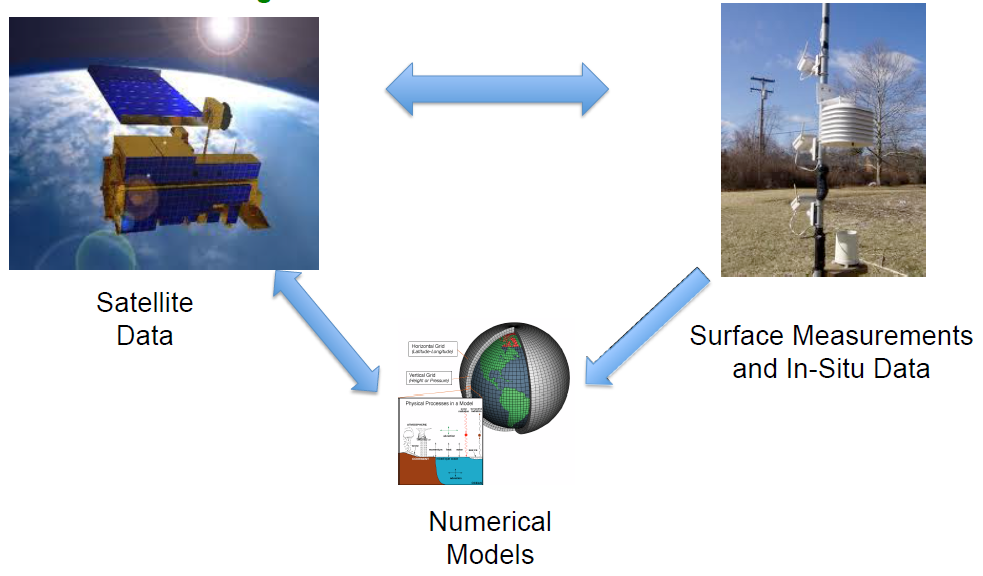 Satellite
Data
Surface Measurements
and In-Situ Data
Horizontal Grid
(Latitude-Longitude)
Vertical Grid
(Height or Pressure)
Physical Processes in a Model
ATMOSPHERE
Numerical
Models